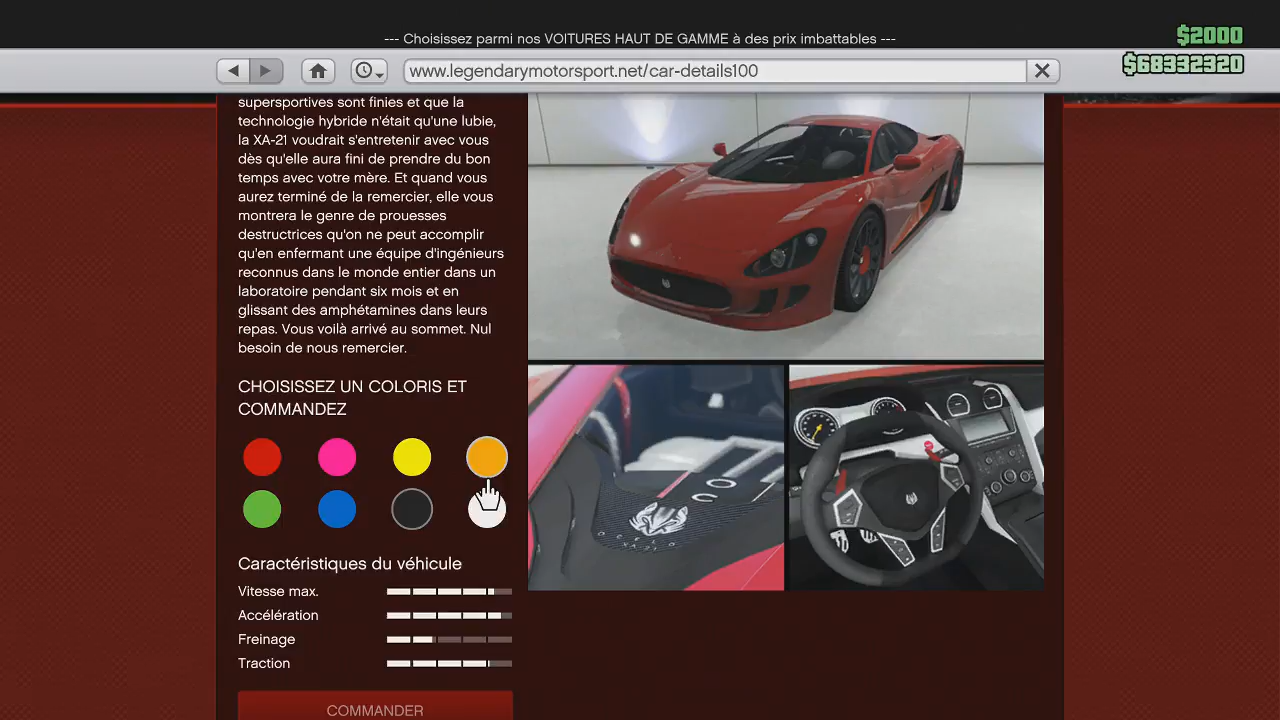 --- Choisissez parmi nos VOITURES HAUT DE GAMME à des prix imbattables ---
$2000
$68332320
www.legendarymotorsport.net/car-details100
supersportives sont finies et que la
technologie hybride n'était qu'une lubie,
la XA-21 voudrait s'entretenir avec vous
dès qu'elle aura fini de prendre du bon
temps avec votre mère. Et quand vous
aurez terminé de la remercier, elle vous
montrera le genre de prouesses
destructrices qu'on ne peut accomplir
qu'en enfermant une équipe d'ingénieurs
reconnus dans le monde entier dans un
laboratoire pendant six mois et en
glissant des amphétamines dans leurs
repas. Vous voilà arrivé au sommet. Nul
besoin de nous remercier.
CHOISISSEZ UN COLORIS ET
COMMANDEZ
Caractéristiques du véhicule
Vitesse max.
Accélération
Freinage
Traction
COMMANDER